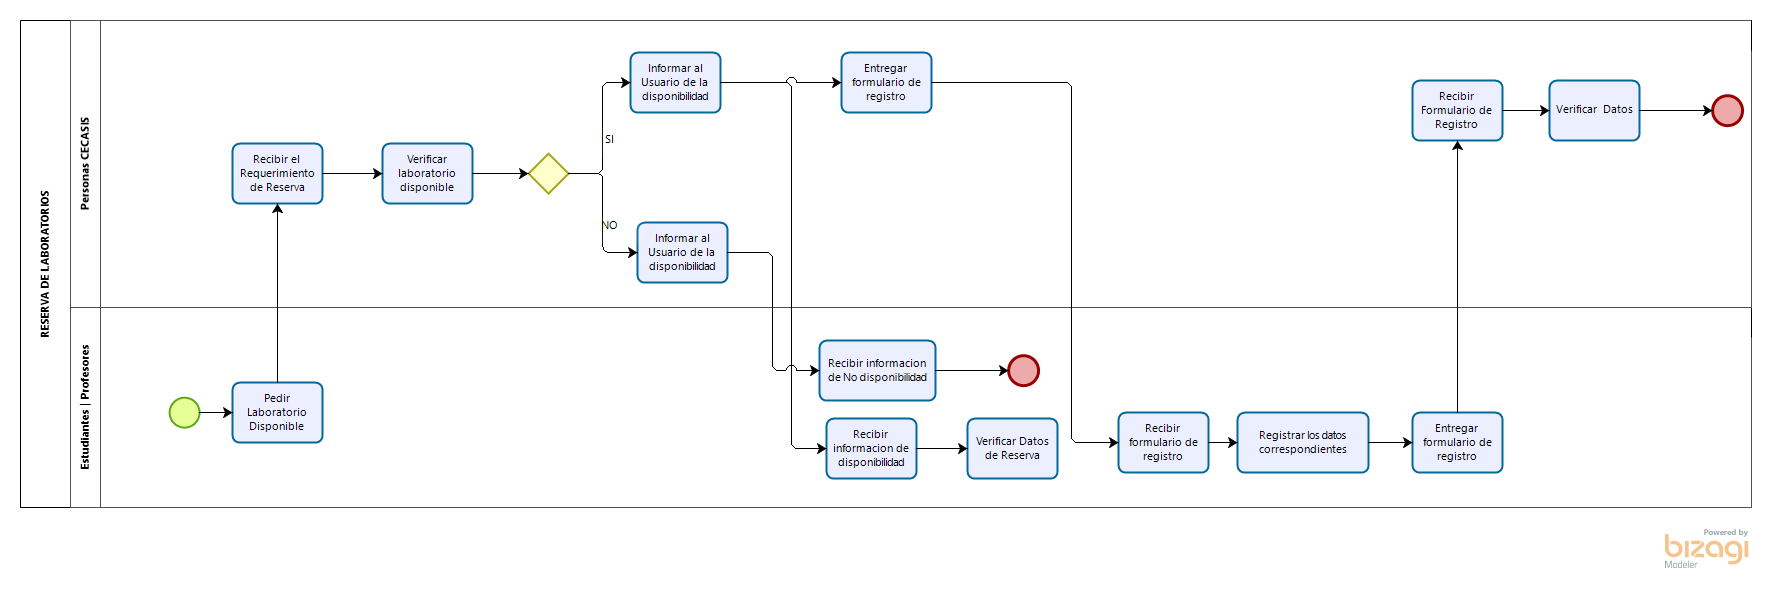 RESERVA DE LABORATORIOS
Personas CECASIS
Recibir el
Requerimiento
de Reserva
Verificar
laboratorio
disponible
SI
NO
Informar al
Usuario de la
disponibilidad
Entregar
formulario de
registro
Informar al
Usuario de la
disponibilidad
Recibir
Formulario de
Registro
Verificar  Datos
Estudiantes | Profesores
Pedir
Laboratorio
Disponible
Recibir informacion
de No disponibilidad
Recibir
informacion de
disponibilidad
Verificar Datos
de Reserva
Recibir
formulario de
registro
Registrar los datos
correspondientes
Entregar
formulario de
registro
Powered by
bizagi
Modeler